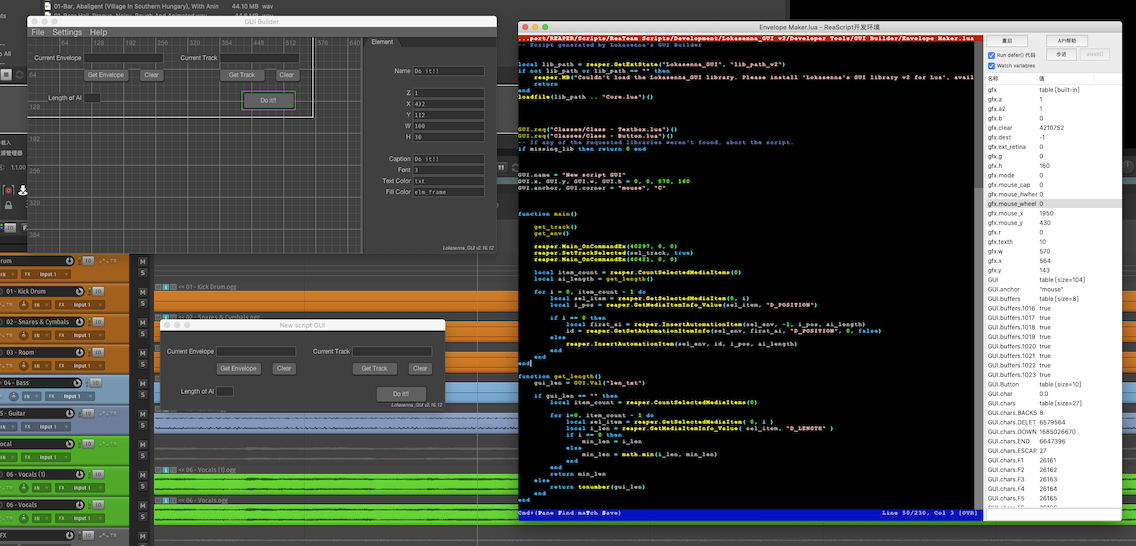 01-Bar, Abaligent (Village In Southern Hungary), With Anin 44.10 MB wav
GUI Builder
File Settings Help
64 128 192 256 320 384 448 512 576 640
Current Envelope
Current Track
Get Envelope
Clear
Get Track
Clear
64
Length of AI
Do it!!
128
192
256
320
384
Element
Name Do it!!
Z 1
X 432
Y 112
W 100
H 30
Caption Do it!!
Font 3
Text Color txt
Fill Color elm_frame
Lokasenna_GUI v2.16.12
New script GUI
Current Envelope
Current Track
Get Envelope
Clear
Get Track
Clear
Length of AI
Do it!!
Lokasenna_GUI v2.16.12
Envelope Maker.lua - ReaScript开发环境
...port/REAPER/Scripts/ReaTeam Scripts/Development/Lokasenna_GUI v2/Developer Tools/GUI Builder/Envelope Maker.lua
-- Script generated by Lokasenna's GUI Builder
local lib_path = reaper.GetExtState("Lokasenna_GUI", "lib_path_v2")
if not lib_path or lib_path == "" then
reaper.MB("Couldn't load the Lokasenna_GUI library. Please install 'Lokasenna's GUI library v2 for Lua', avail
return
end
loadfile(lib_path .. "Core.lua")()
GUI.req("Classes/Class - Textbox.lua")()
GUI.req("Classes/Class - Button.lua")()
-- If any of the requested libraries weren't found, abort the script.
if missing_lib then return 0 end
GUI.name = "New script GUI"
GUI.x, GUI.y, GUI.w, GUI.h = 0, 0, 570, 160
GUI.anchor, GUI.corner = "mouse", "C"
function main()
get_track()
get_env()
reaper.Main_OnCommandEx(40297, 0, 0)
reaper.SetTrackSelected(sel_track, true)
reaper.Main_OnCommandEx(40421, 0, 0)
local item_count = reaper.CountSelectedMediaItems(0)
local ai_length = get_length()
for i = 0, item_count - 1 do
local sel_item = reaper.GetSelectedMediaItem(0, i)
local i_pos = reaper.GetMediaItemInfo_Value(sel_item, "D_POSITION")
if i == 0 then
local first_ai = reaper.InsertAutomationItem(sel_env, -1, i_pos, ai_length)
id = reaper.GetSetAutomationItemInfo(sel_env, first_ai, "D_POSITION", 0, false)
else
reaper.InsertAutomationItem(sel_env, id, i_pos, ai_length)
end
end
end
function get_length()
gui_len = GUI.Val("len_txt")
if gui_len == "" then
local item_count = reaper.CountSelectedMediaItems(0)
for i=0, item_count - 1 do
local sel_item = reaper.GetSelectedMediaItem( 0, i )
local i_len = reaper.GetMediaItemInfo_Value( sel_item, "D_LENGTH" )
if i == 0 then
min_len = i_len
else
min_len = math.min(i_len, min_len)
end
end
return min_len
else
return tonumber(gui_len)
end
end
Cmd+(Pane Find maTch Save)
Line 50/230, Col 3 [OVR]
重启
API帮助
Run defer() 代码
步进
Watch variables
名称 值
gfx table [built-in]
gfx.a 1
gfx.a2 1
gfx.b 0
gfx.clear 4210752
gfx.dest -1
gfx.ext_retina 0
gfx.g 0
gfx.h 160
gfx.mode 0
gfx.mouse_cap 0
gfx.mouse_hwhee 0
gfx.mouse_wheel 0
gfx.mouse_x 1950
gfx.mouse_y 430
gfx.r 0
gfx.texth 10
gfx.w 570
gfx.x 564
gfx.y 143
GUI table [size=104]
GUI.anchor "mouse"
GUI.buffers table [size=8]
GUI.buffers.1016 true
GUI.buffers.1017 true
GUI.buffers.1018 true
GUI.buffers.1019 true
GUI.buffers.1020 true
GUI.buffers.1021 true
GUI.buffers.1022 true
GUI.buffers.1023 true
GUI.Button table [size=10]
GUI.char 0.0
GUI.chars table [size=27]
GUI.chars.BACKS 8
GUI.chars.DELET 6579564
GUI.chars.DOWN 1685026670
GUI.chars.END 6647396
GUI.chars.ESCAP 27
GUI.chars.F1 26161
GUI.chars.F2 26162
GUI.chars.F3 26163
GUI.chars.F4 26164
GUI.chars.F5 26165
01 - Kick Drum
02 - Snares & Cymbals
03 - Room
04 - Bass
06 - Vocals (1)
06 - Vocals
01 - Kick Drum.ogg
02 - Snares & Cymbals.ogg
06 - Vocals (1).ogg
06 - Vocals.ogg